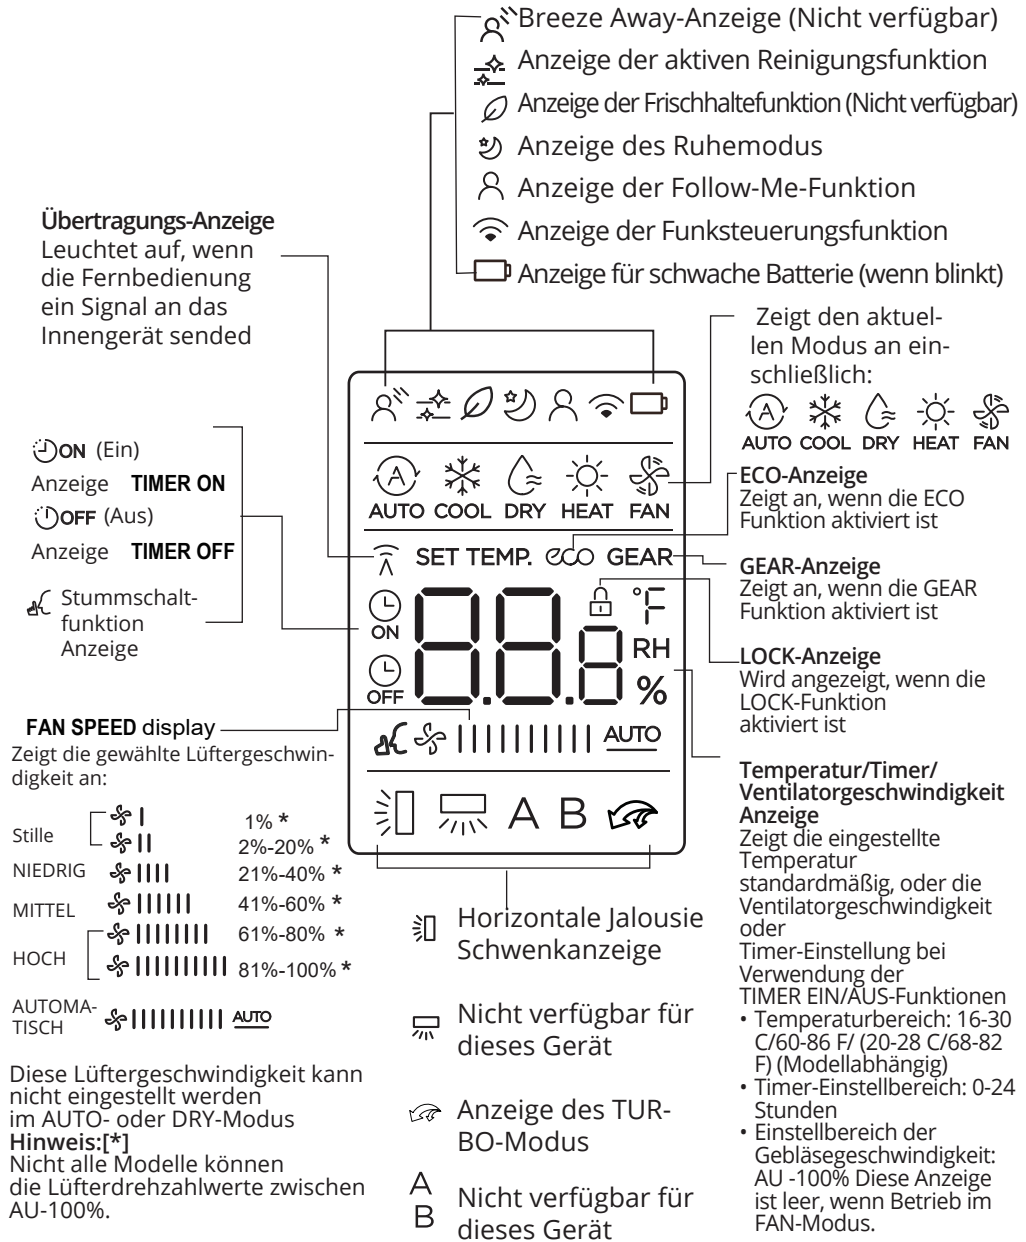 Breeze Away-Anzeige (Nicht verfügbar)
Anzeige der aktiven Reinigungsfunktion
Anzeige der Frischhaltefunktion (Nicht verfügbar)
Anzeige des Ruhemodus
Anzeige der Follow-Me-Funktion
Anzeige der Funksteuerungsfunktion
Anzeige für schwache Batterie (wenn blinkt)
Übertragungs-Anzeige
Leuchtet auf, wenn
die Fernbedienung
ein Signal an das
Innengerät sended
Zeigt den aktuel-
len Modus an ein-
schließlich:
A
AUTO COOL DRY HEAT FAN
ON (Ein)
Anzeige TIMER ON
OFF (Aus)
Anzeige TIMER OFF
Stummschalt-
funktion
Anzeige
A
AUTO COOL DRY HEAT FAN
SET TEMP. eco GEAR
ON
OFF
88.8
°F
RH
%
AUTO
A B
ECO-Anzeige
Zeigt an, wenn die ECO
Funktion aktiviert ist
GEAR-Anzeige
Zeigt an, wenn die GEAR
Funktion aktiviert ist
LOCK-Anzeige
Wird angezeigt, wenn die
LOCK-Funktion
aktiviert ist
FAN SPEED display
Zeigt die gewählte Lüftergeschwin-
digkeit an:
Stille
1% *
2%-20% *
NIEDRIG 21%-40% *
MITTEL 41%-60% *
HOCH
61%-80% *
81%-100% *
AUTOMA-
TISCH
AUTO
Diese Lüftergeschwindigkeit kann
nicht eingestellt werden
im AUTO- oder DRY-Modus
Hinweis:[*]
Nicht alle Modelle können
die Lüfterdrehzahlwerte zwischen
AU-100%.
Horizontale Jalousie
Schwenkanzeige
Nicht verfügbar für
dieses Gerät
Anzeige des TUR-
BO-Modus
A
B
Nicht verfügbar für
dieses Gerät
Temperatur/Timer/
Ventilatorgeschwindigkeit
Anzeige
Zeigt die eingestellte
Temperatur
standardmäßig, oder die
Ventilatorgeschwindigkeit
oder
Timer-Einstellung bei
Verwendung der
TIMER EIN/AUS-Funktionen
• Temperaturbereich: 16-30
C/60-86 F/ (20-28 C/68-82
F) (Modellabhängig)
• Timer-Einstellbereich: 0-24
Stunden
• Einstellbereich der
Gebläsegeschwindigkeit:
AU -100% Diese Anzeige
ist leer, wenn Betrieb im
FAN-Modus.